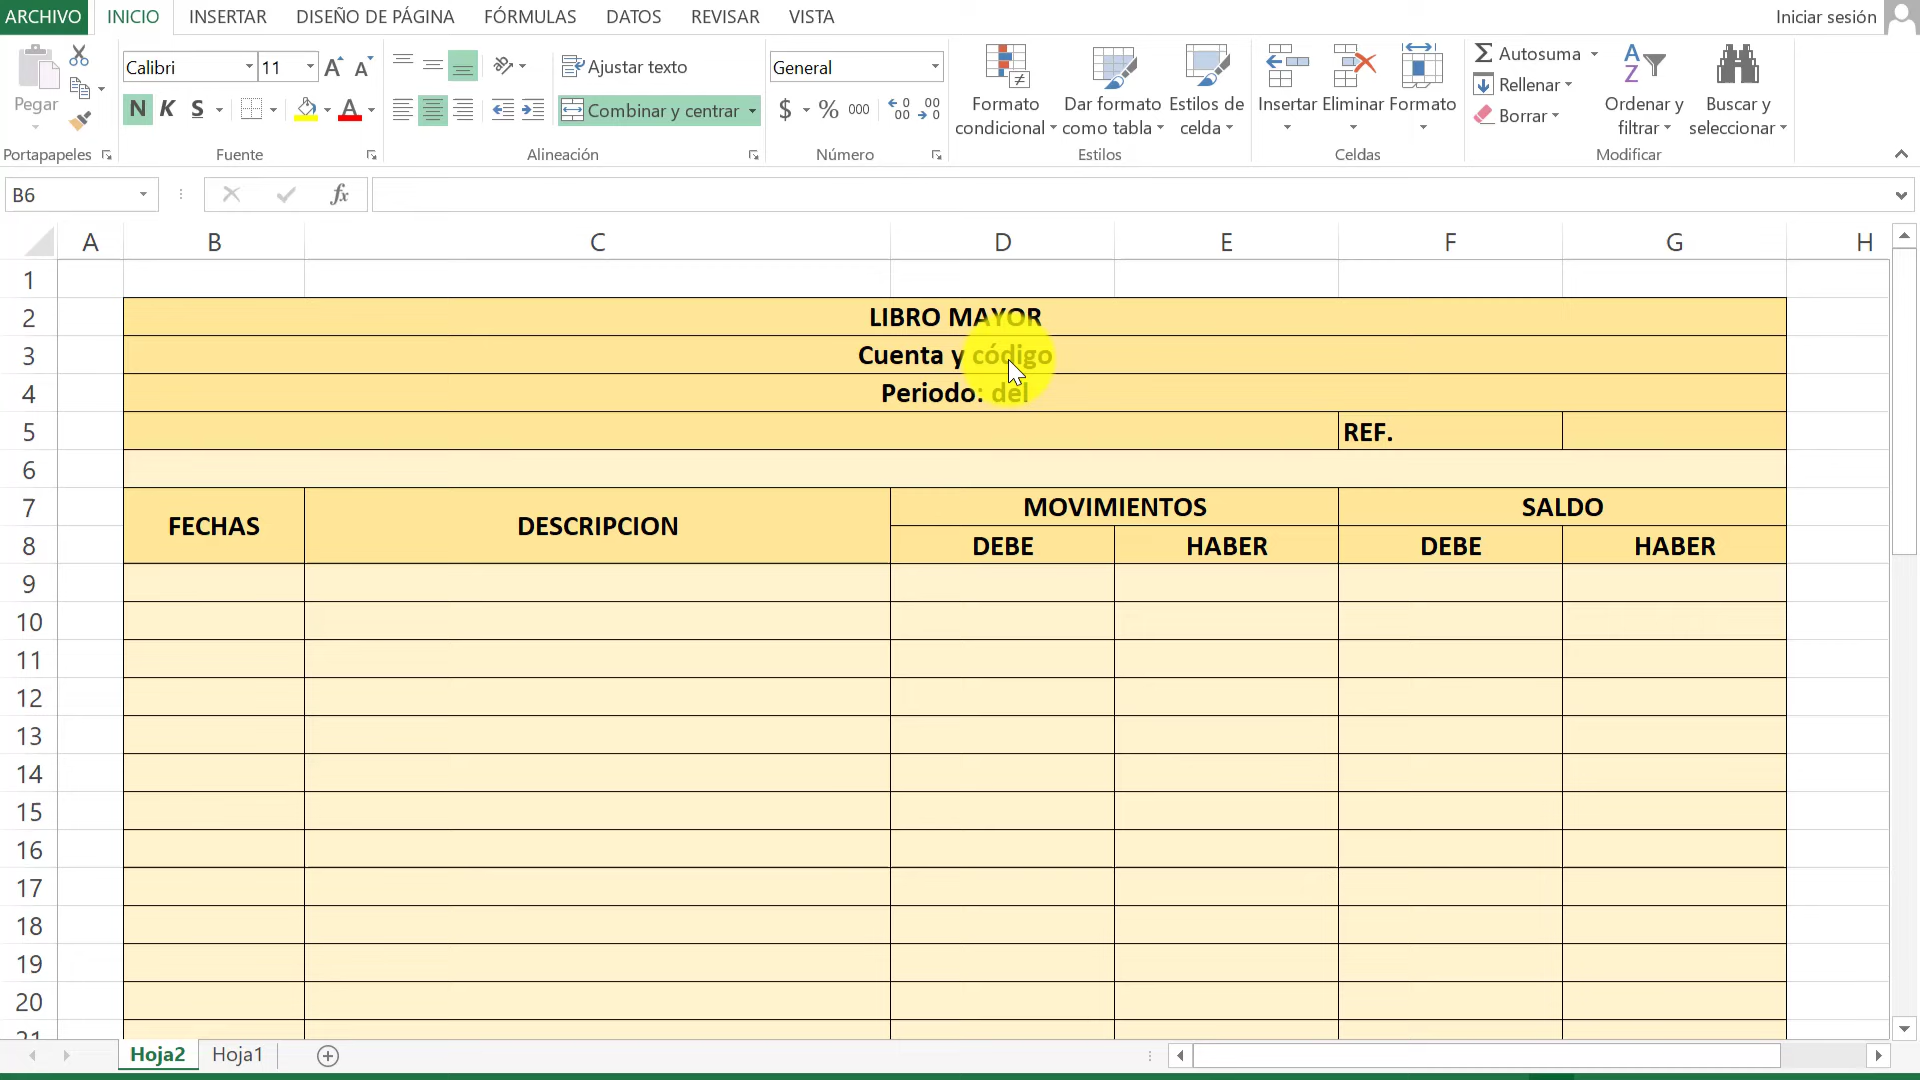 ARCHIVO INICIO INSERTAR DISEÑO DE PÁGINA FÓRMULAS DATOS REVISAR VISTA Iniciar sesión
Pegar
Portapapeles
Calibri 11
N K S
Fuente
Ajustar texto
Combinar y centrar
Alineación
General
$ % 000
Número
Formato condicional
Dar formato como tabla
Estilos de celda
Estilos
Insertar Eliminar Formato
Celdas
Autosuma
Rellenar
Borrar
Ordenar y filtrar
Buscar y seleccionar
Modificar
B6 fx
A B C D E F G H
1
2 LIBRO MAYOR
3 Cuenta y código
4 Periodo: del
5 REF.
6
7 FECHAS DESCRIPCION MOVIMIENTOS SALDO
8 DEBE HABER DEBE HABER
9
10
11
12
13
14
15
16
17
18
19
20
21
Hoja2 Hoja1